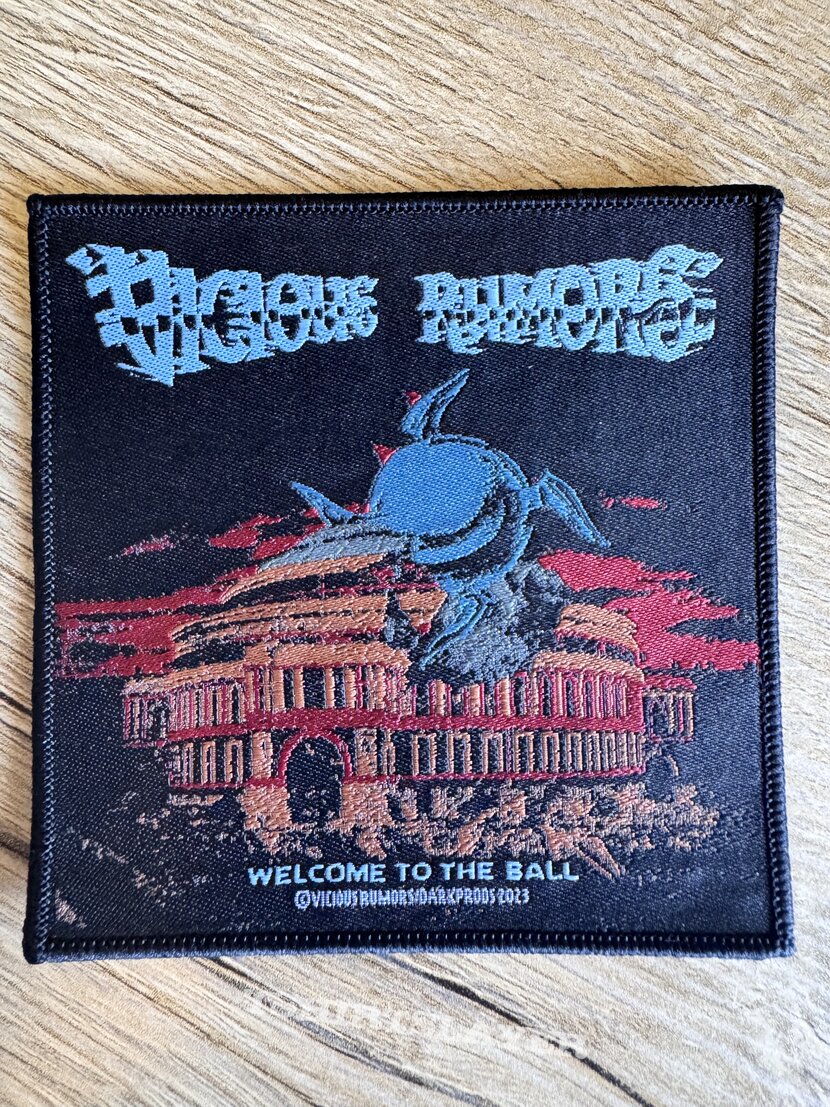 VICIOUS RUMORS
WELCOME TO THE BALL
©VICIOUS RUMORS/DARKPRODS 2023